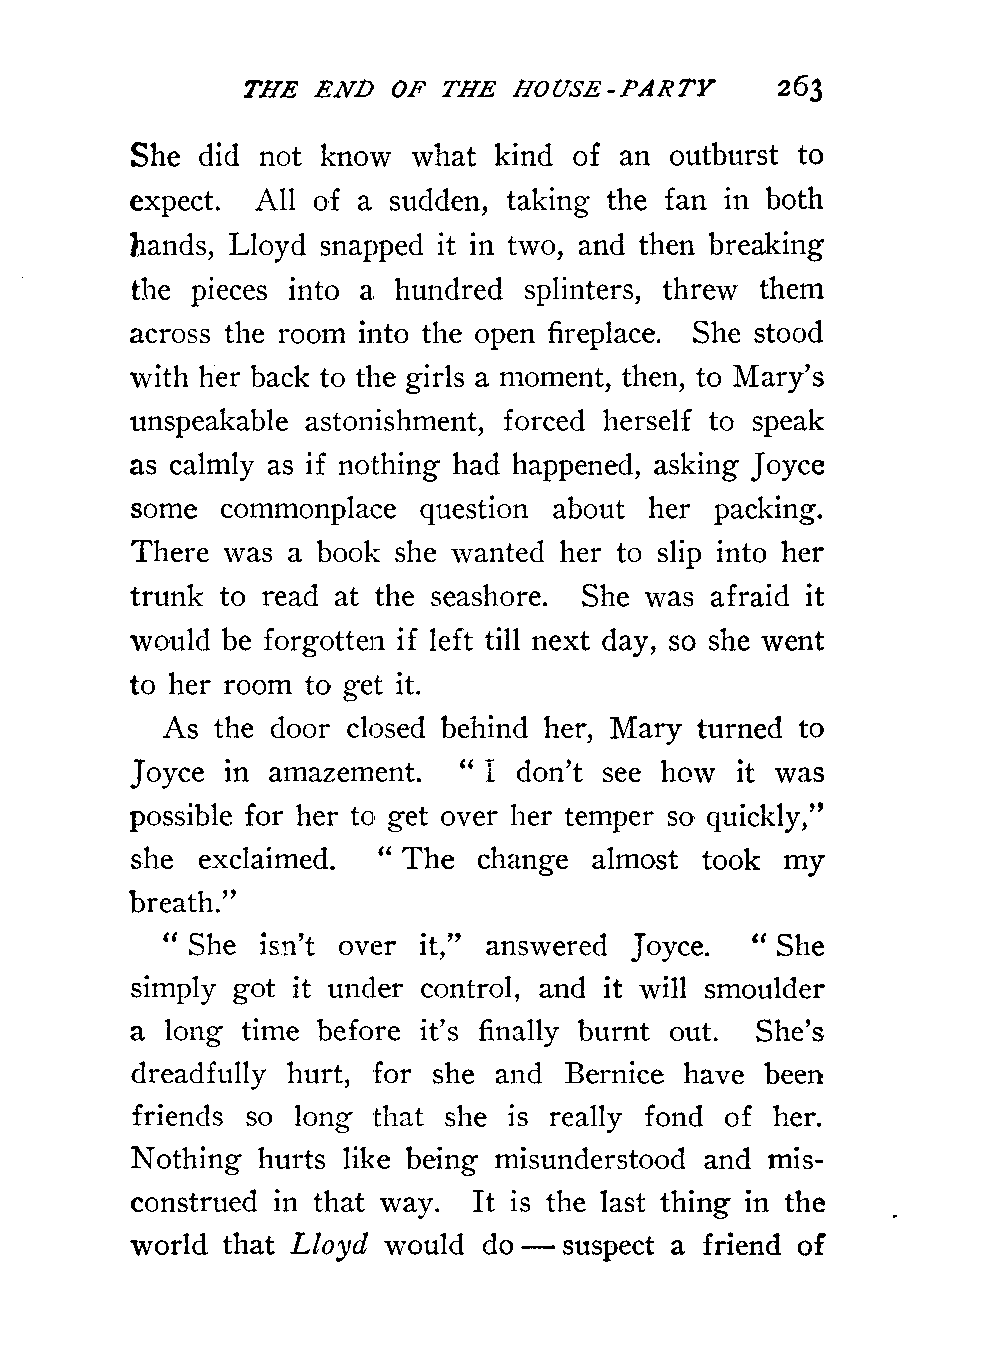 THE END OF THE HOUSE-PARTY 263
She did not know what kind of an outburst to
expect. All of a sudden, taking the fan in both
hands, Lloyd snapped it in two, and then breaking
the pieces into a hundred splinters, threw them
across the room into the open fireplace. She stood
with her back to the girls a moment, then, to Mary's
unspeakable astonishment, forced herself to speak
as calmly as if nothing had happened, asking Joyce
some commonplace question about her packing.
There was a book she wanted her to slip into her
trunk to read at the seashore. She was afraid it
would be forgotten if left till next day, so she went
to her room to get it.
As the door closed behind her, Mary turned to
Joyce in amazement. "I don't see how it was
possible for her to get over her temper so quickly,"
she exclaimed. "The change almost took my
breath."
"She isn't over it," answered Joyce. "She
simply got it under control, and it will smoulder
a long time before it's finally burnt out. She's
dreadfully hurt, for she and Bernice have been
friends so long that she is really fond of her.
Nothing hurts like being misunderstood and mis-
construed in that way. It is the last thing in the
world that Lloyd would do — suspect a friend of